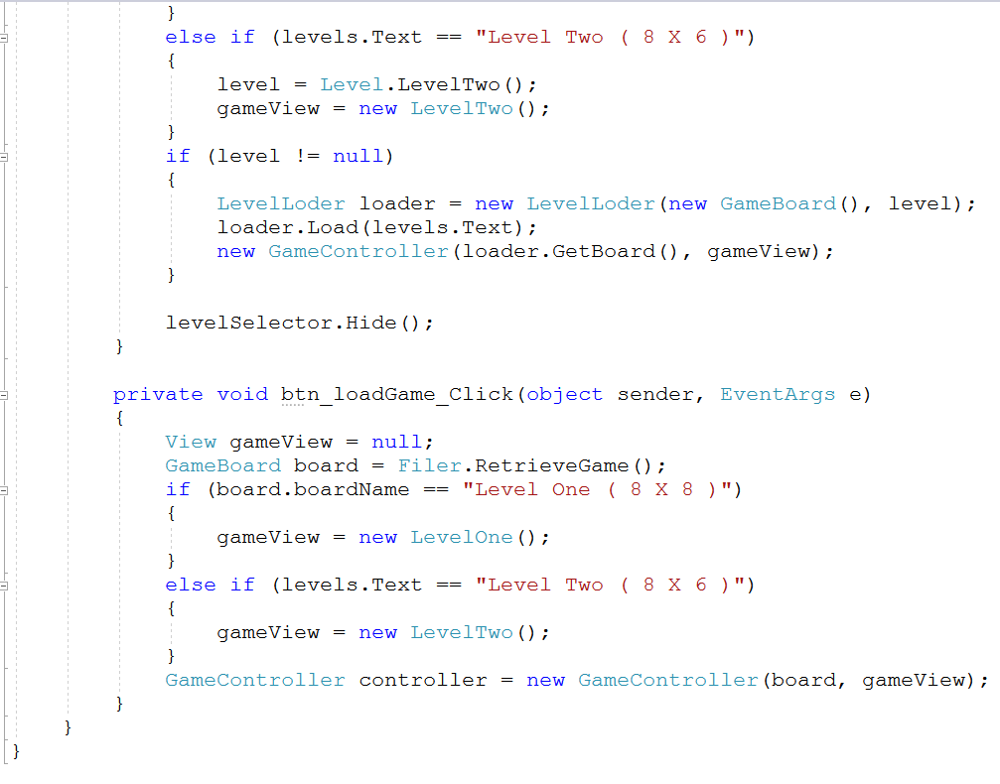 }
else if (levels.Text == "Level Two ( 8 X 6 )")
{
level = Level.LevelTwo();
gameView = new LevelTwo();
}
if (level != null)
{
LevelLoder loader = new LevelLoder(new GameBoard(), level);
loader.Load(levels.Text);
new GameController(loader.GetBoard(), gameView);
}
levelSelector.Hide();
}
private void btn_loadGame_Click(object sender, EventArgs e)
{
View gameView = null;
GameBoard board = Filer.RetrieveGame();
if (board.boardName == "Level One ( 8 X 8 )")
{
gameView = new LevelOne();
}
else if (levels.Text == "Level Two ( 8 X 6 )")
{
gameView = new LevelTwo();
}
GameController controller = new GameController(board, gameView);
}
}
}